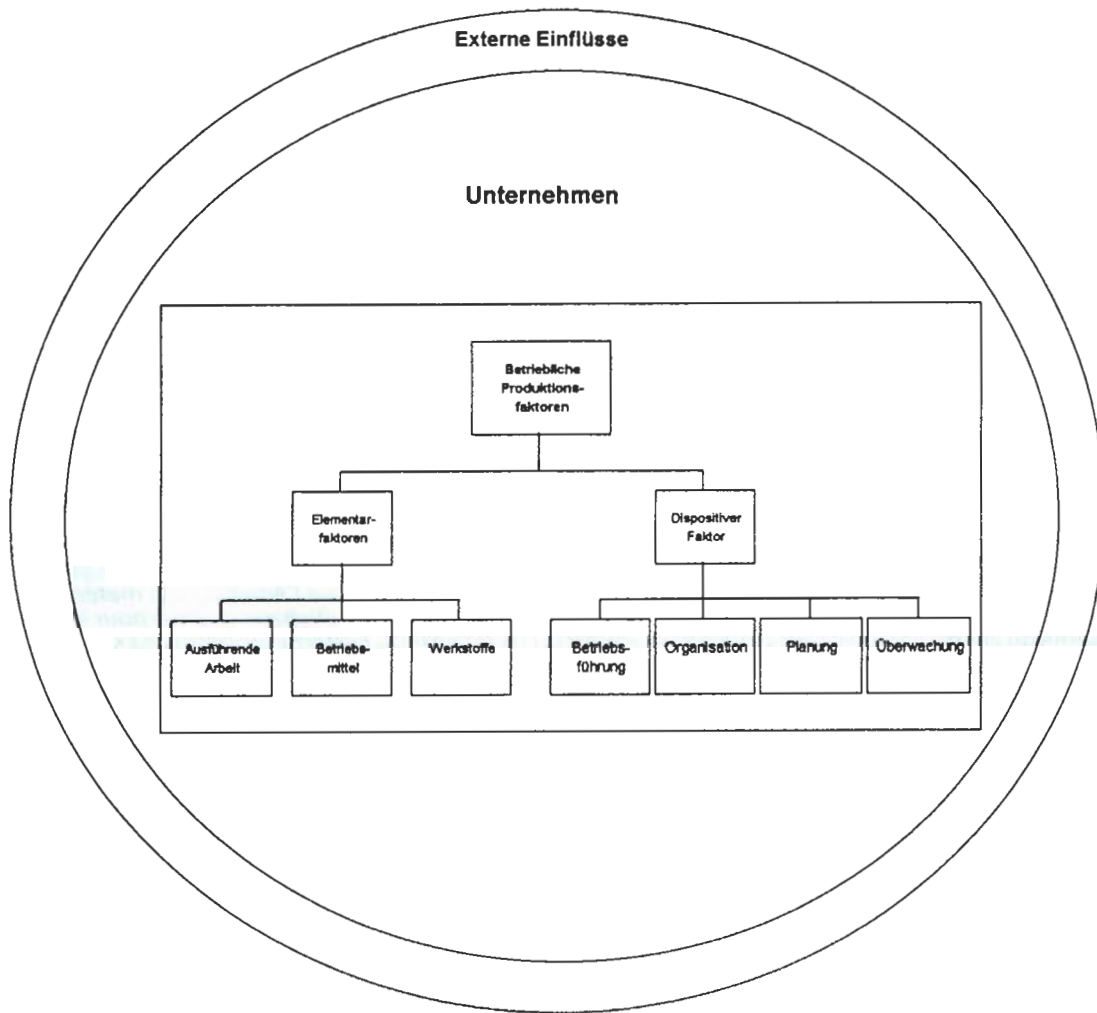 Externe Einflüsse
Unternehmen
Betriebliche
Produktions-
faktoren
Elementar-
faktoren
Dispositiver
Faktor
Ausführende
Arbeit
Betriebs-
mittel
Werkstoffe
Betriebs-
führung
Organisation
Planung
Überwachung